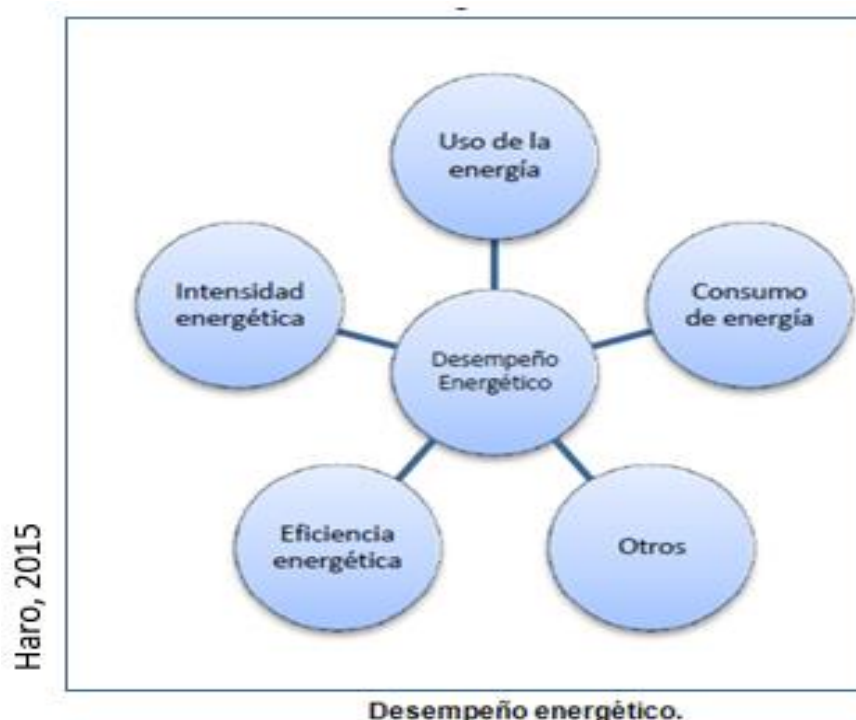 Uso de la
energía
Intensidad
energética
Consumo
de energía
Desempeño
Energético
Eficiencia
energética
Otros
Haro, 2015
Desempeño energético.